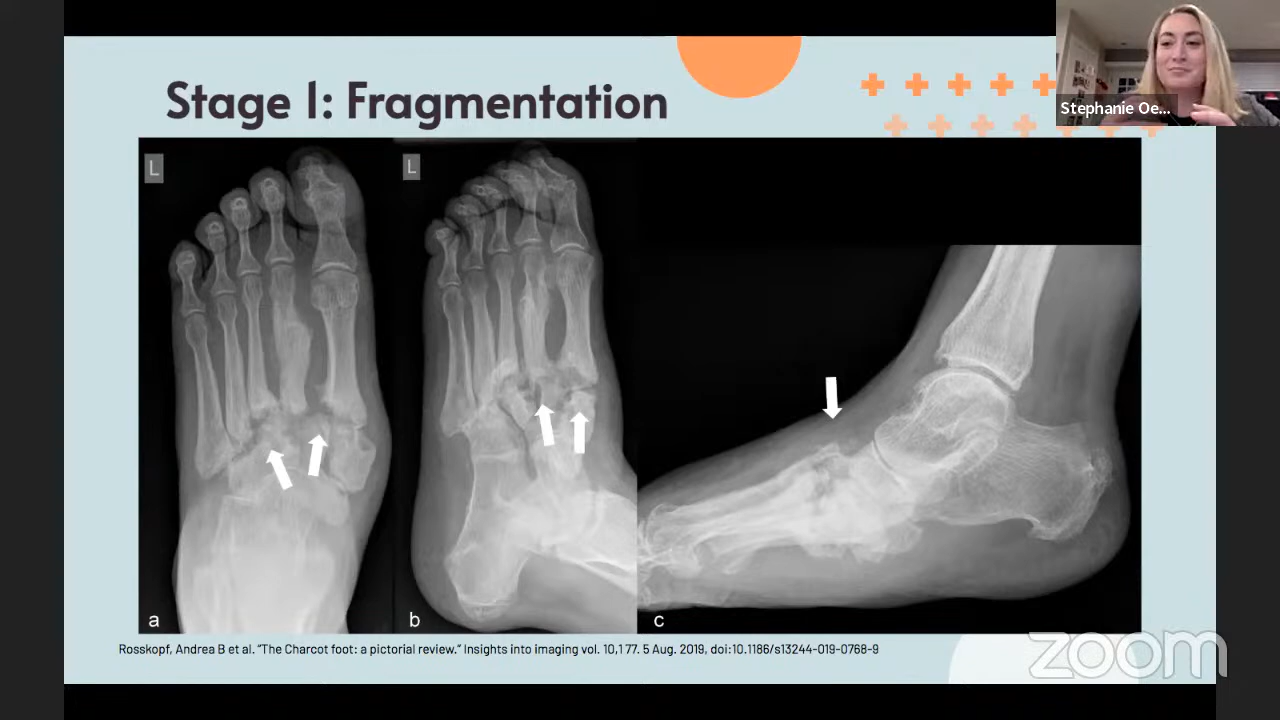 Stage 1: Fragmentation
Stephanie Oe...
L
L
a
b
c
Rosskopf, Andrea B et al. “The Charcot foot: a pictorial review.” Insights into imaging vol. 10,1 77. 5 Aug. 2019, doi:10.1186/s13244-019-0768-9
zoom